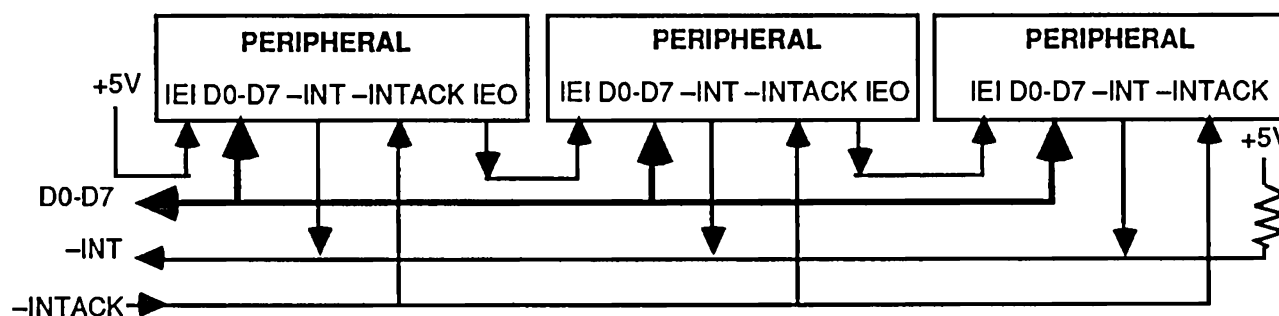 PERIPHERAL
IEI D0-D7 –INT –INTACK IEO
PERIPHERAL
IEI D0-D7 –INT –INTACK IEO
PERIPHERAL
IEI D0-D7 –INT –INTACK
+5V
+5V
D0-D7
–INT
–INTACK